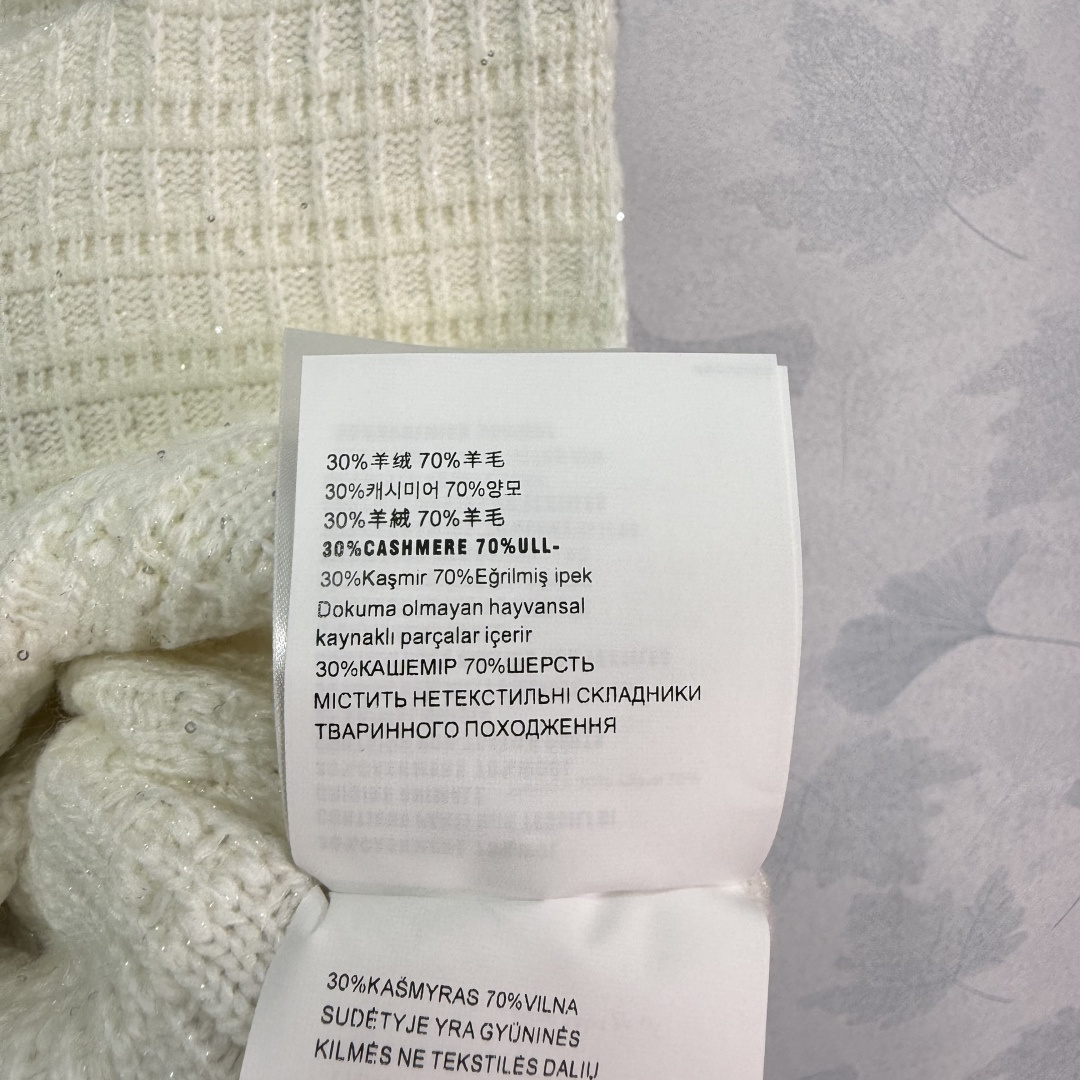 30%羊绒 70%羊毛
30%캐시미어 70%양모
30%羊絨 70%羊毛
30%CASHMERE 70%ULL-
30%Kaşmir 70%Eğrilmiş ipek
Dokuma olmayan hayvansal
kaynaklı parçalar içerir
30%КАШЕМІР 70%ШЕРСТЬ
МІСТИТЬ НЕТЕКСТИЛЬНІ СКЛАДНИКИ
ТВАРИННОГО ПОХОДЖЕННЯ
30%KAŠMYRAS 70%VILNA
SUDĖTYJE YRA GYŪNINĖS
KILMĖS NE TEKSTILĖS DALIŲ